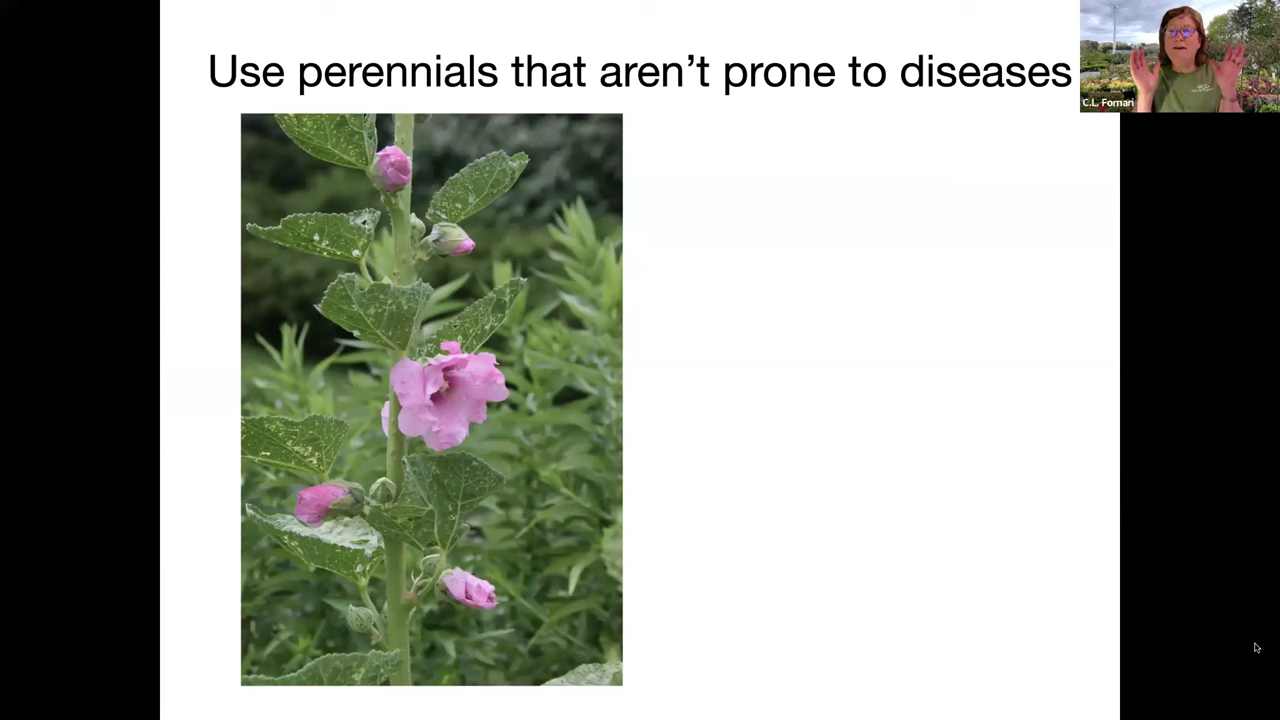 Use perennials that aren’t prone to diseases
C.L. Fornari